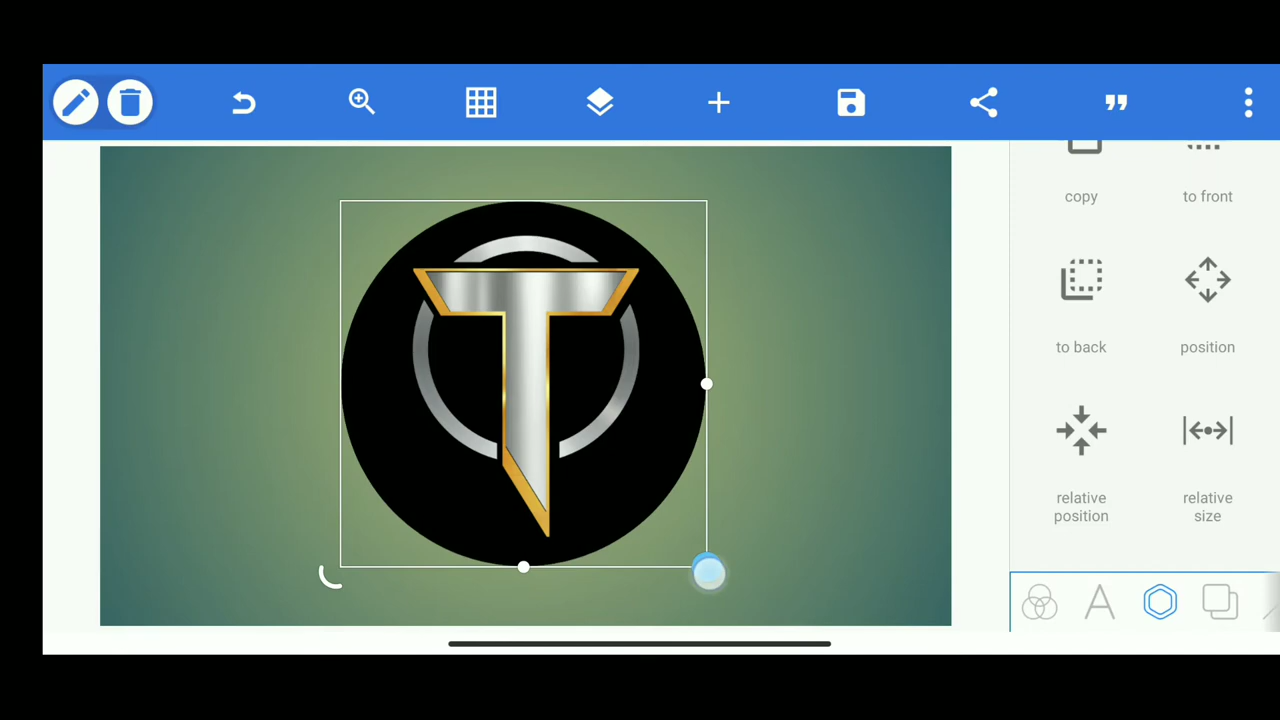 copy
to front
T
to back
position
relative
position
relative
size
A